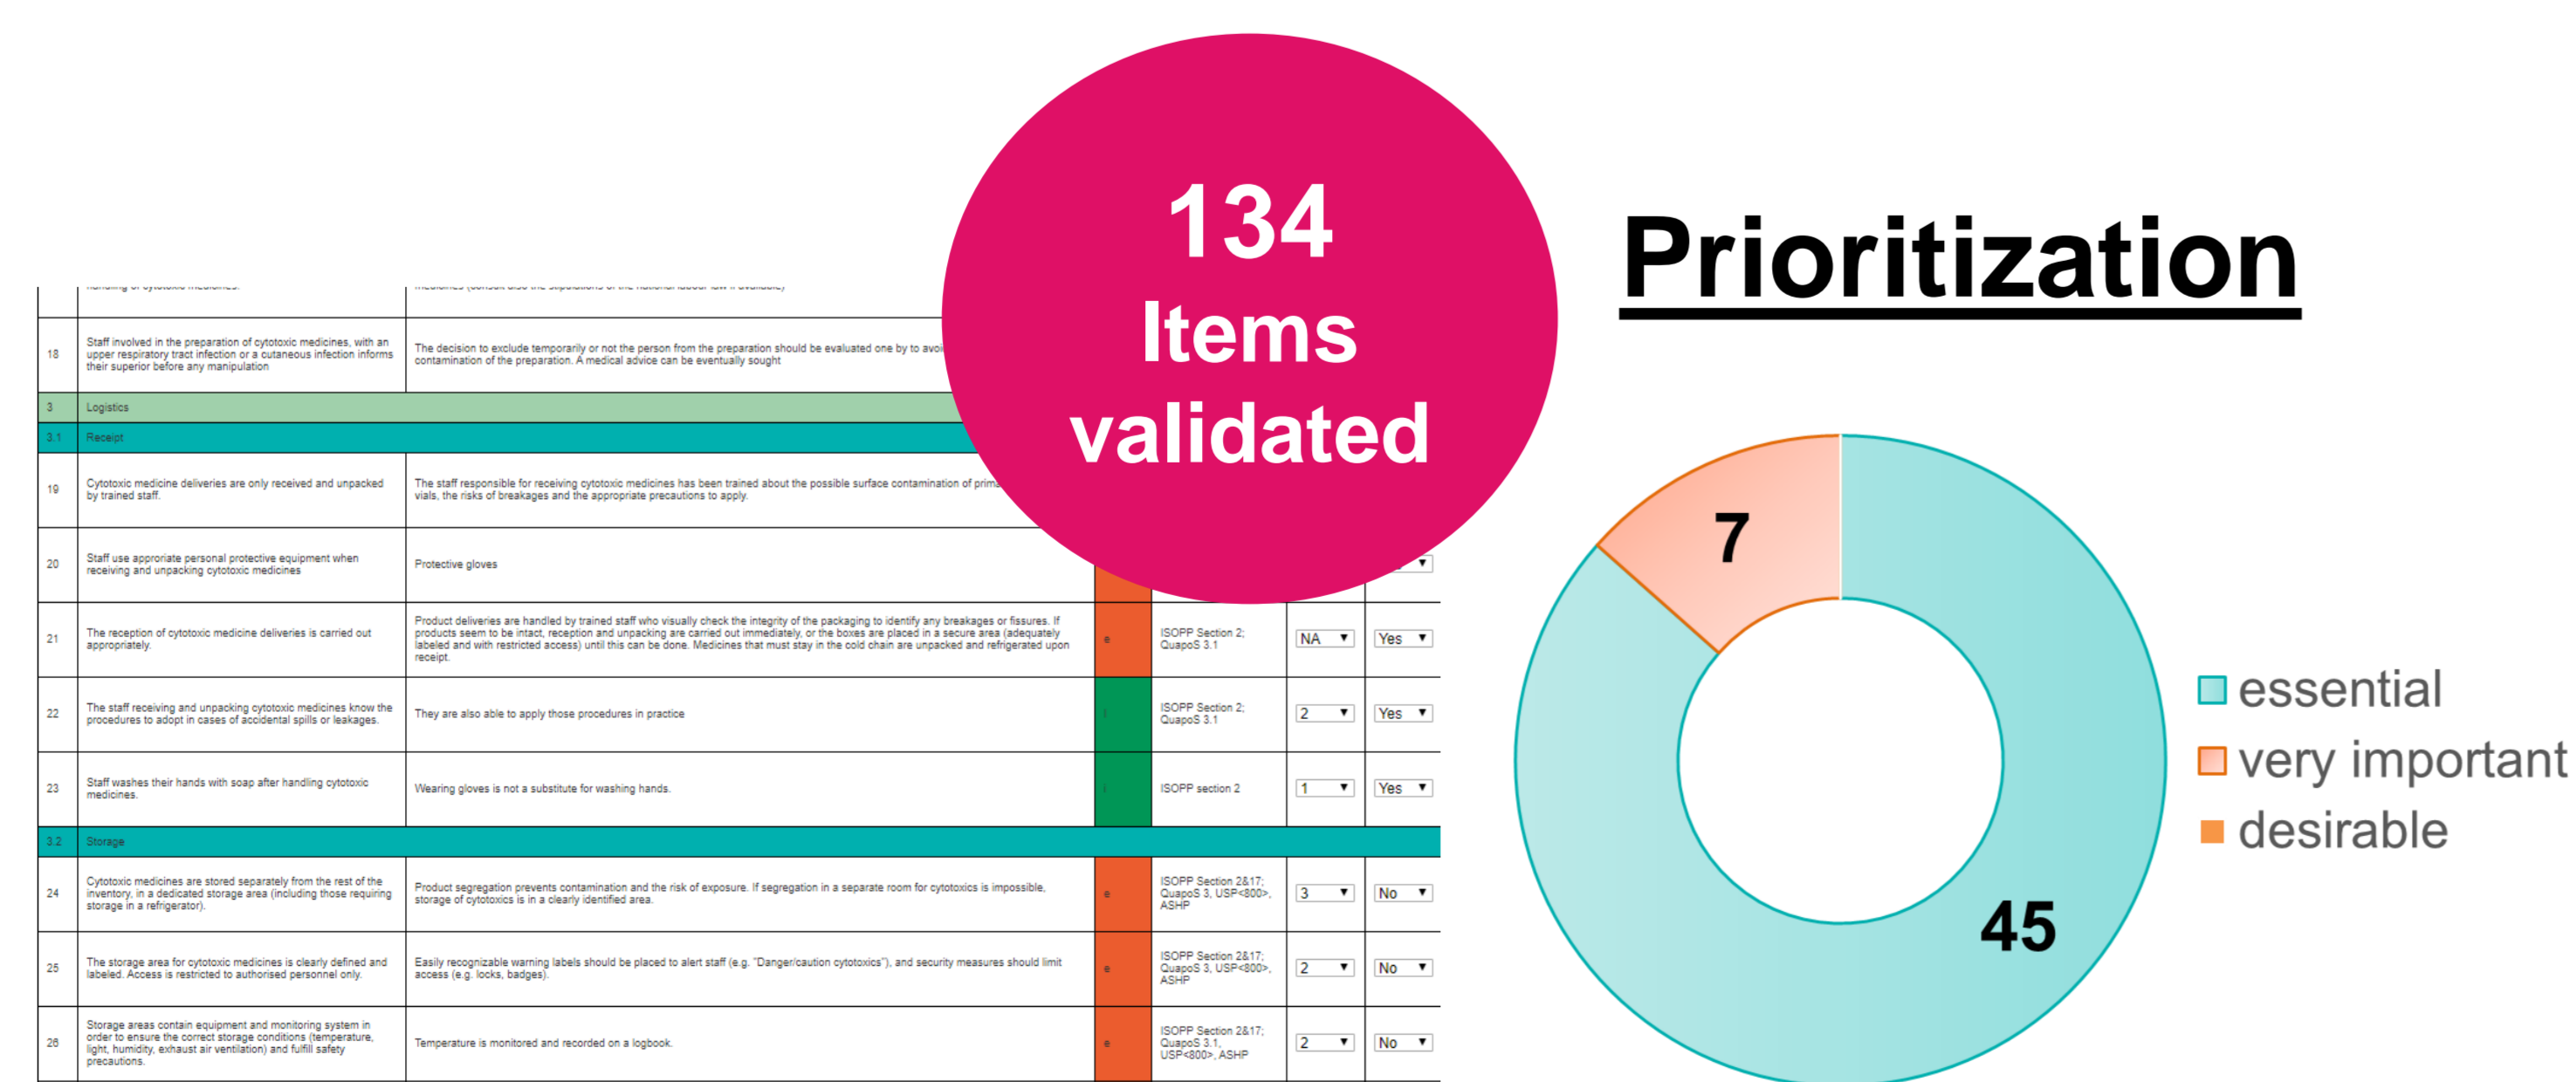 134
Items
validated
Prioritization
handling of cytotoxic medicines.
medicines (consult also the stipulations of the national labour law if available)
18
Staff involved in the preparation of cytotoxic medicines, with an
upper respiratory tract infection or a cutaneous infection informs
their superior before any manipulation
The decision to exclude temporarily or not the person from the preparation should be evaluated one by to
contamination of the preparation. A medical advice can be eventually sought
3 Logistics
3.1 Receipt
19
Cytotoxic medicine deliveries are only received and unpacked
by trained staff.
The staff responsible for receiving cytotoxic medicines has been trained about the possible surface contamination of
vials, the risks of breakages and the appropriate precautions to apply.
20
Staff use approriate personal protective equipment when
receiving and unpacking cytotoxic medicines
Protective gloves
21
The reception of cytotoxic medicine deliveries is carried out
appropriately.
Product deliveries are handled by trained staff who visually check the integrity of the packaging to identify any breakages or fissures. If
products seem to be intact, reception and unpacking are carried out immediately, or the boxes are placed in a secure area (adequately
labeled and with restricted access) until this can be done. Medicines that must stay in the cold chain are unpacked and refrigerated upon
receipt.
e
ISOPP Section 2;
QuapoS 3.1
NA
Yes
22
The staff receiving and unpacking cytotoxic medicines know the
procedures to adopt in cases of accidental spills or leakages.
They are also able to apply those procedures in practice
ISOPP Section 2;
QuapoS 3.1
2
Yes
23
Staff washes their hands with soap after handling cytotoxic
medicines.
Wearing gloves is not a substitute for washing hands.
ISOPP section 2
1
Yes
3.2 Storage
24
Cytotoxic medicines are stored separately from the rest of the
inventory, in a dedicated storage area (including those requiring
storage in a refrigerator).
Product segregation prevents contamination and the risk of exposure. If segregation in a separate room for cytotoxics is impossible,
storage of cytotoxics is in a clearly identified area.
e
ISOPP Section 2&17;
QuapoS 3, USP<800>,
ASHP
3
No
25
The storage area for cytotoxic medicines is clearly defined and
labeled. Access is restricted to authorised personnel only.
Easily recognizable warning labels should be placed to alert staff (e.g. "Danger/caution cytotoxics"), and security measures should limit
access (e.g. locks, badges).
e
ISOPP Section 2&17;
QuapoS 3, USP<800>,
ASHP
2
No
26
Storage areas contain equipment and monitoring system in
order to ensure the correct storage conditions (temperature,
light, humidity, exhaust air ventilation) and fulfill safety
precautions.
Temperature is monitored and recorded on a logbook.
e
ISOPP Section 2&17;
QuapoS 3.1,
USP<800>, ASHP
2
No
7
45
essential
very important
desirable